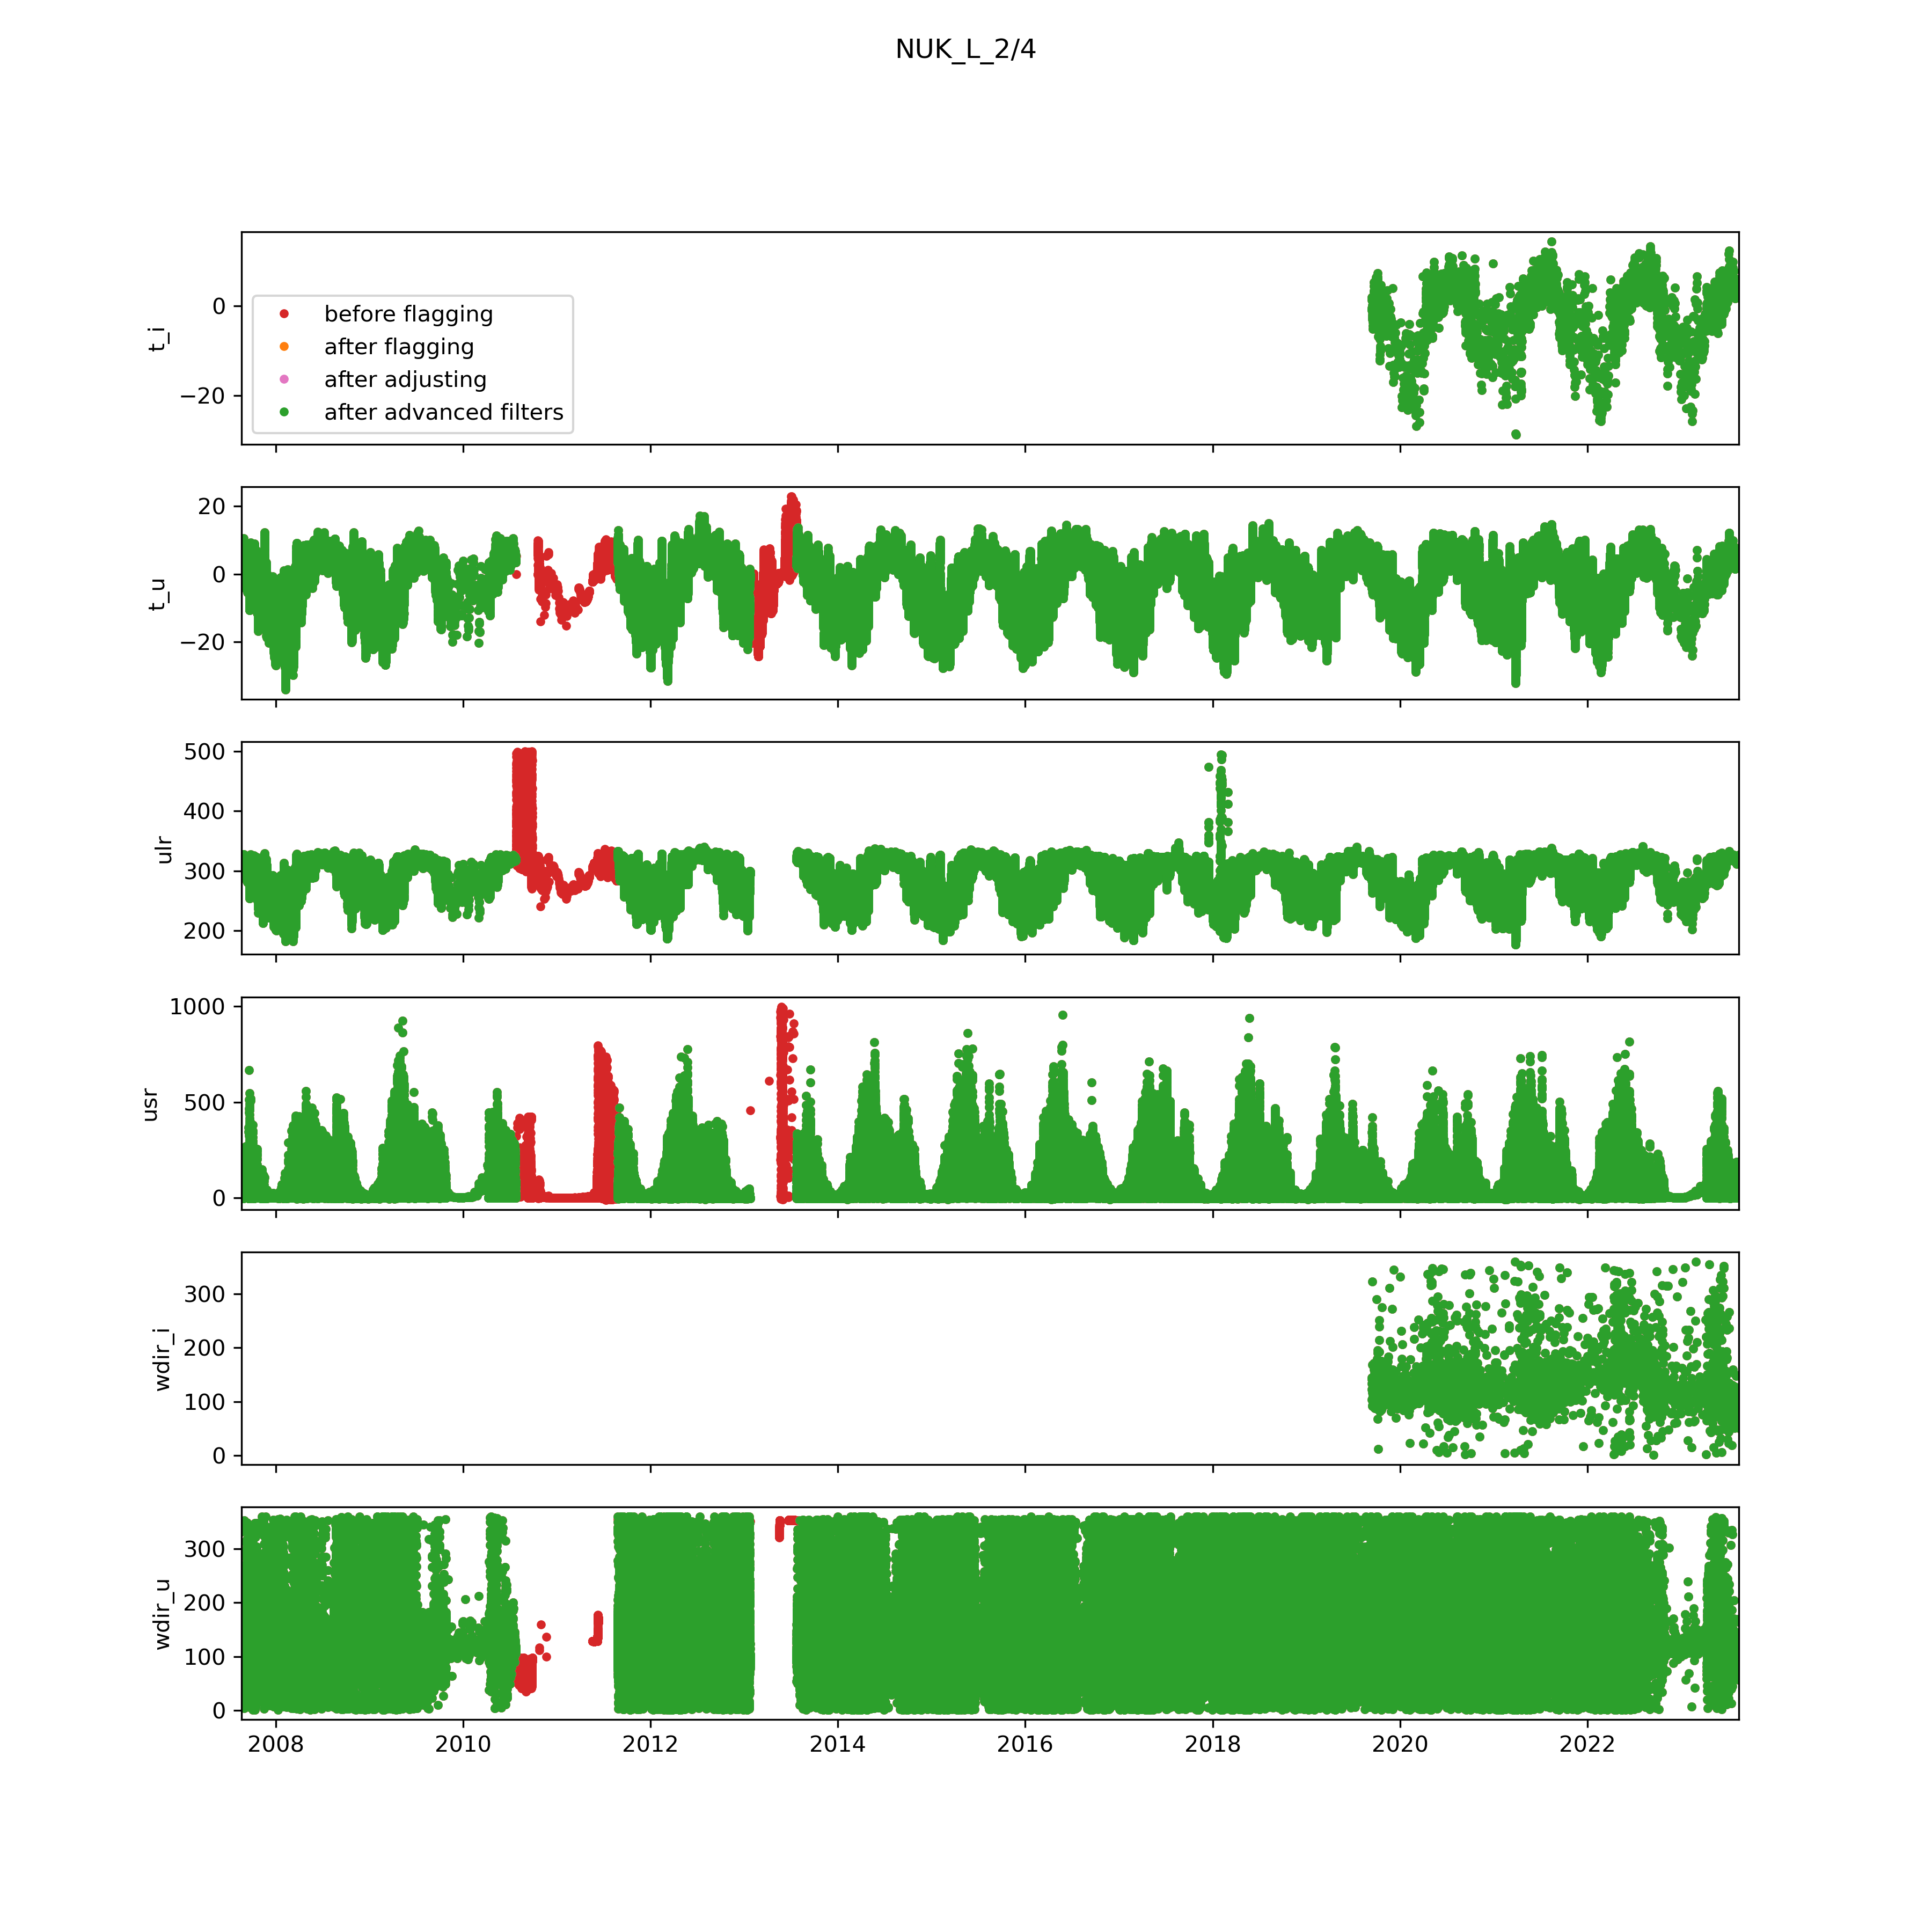 NUK_L_2/4
t_i
0
−20
before flagging
after flagging
after adjusting
after advanced filters
t_u
20
0
−20
ulr
500
400
300
200
usr
1000
500
0
wdir_i
300
200
100
0
wdir_u
300
200
100
0
2008 2010 2012 2014 2016 2018 2020 2022